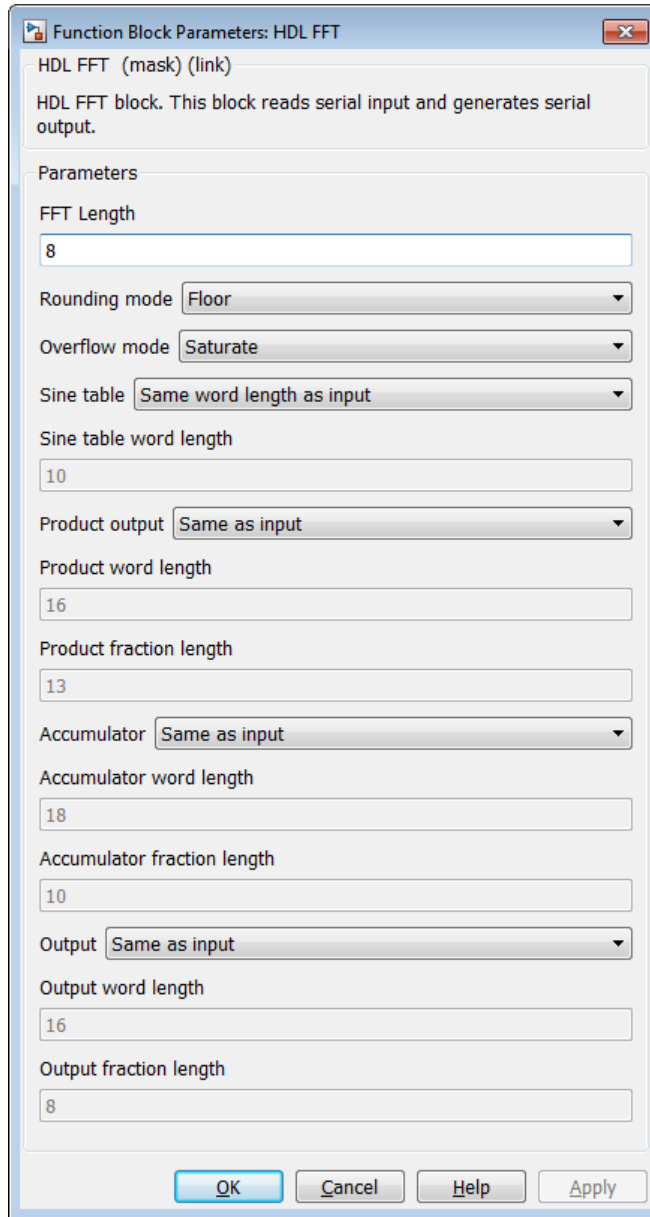 Function Block Parameters: HDL FFT
HDL FFT (mask) (link)
HDL FFT block. This block reads serial input and generates serial
output.
Parameters
FFT Length
8
Rounding mode Floor
Overflow mode Saturate
Sine table Same word length as input
Sine table word length
10
Product output Same as input
Product word length
16
Product fraction length
13
Accumulator Same as input
Accumulator word length
18
Accumulator fraction length
10
Output Same as input
Output word length
16
Output fraction length
8
OK Cancel Help Apply